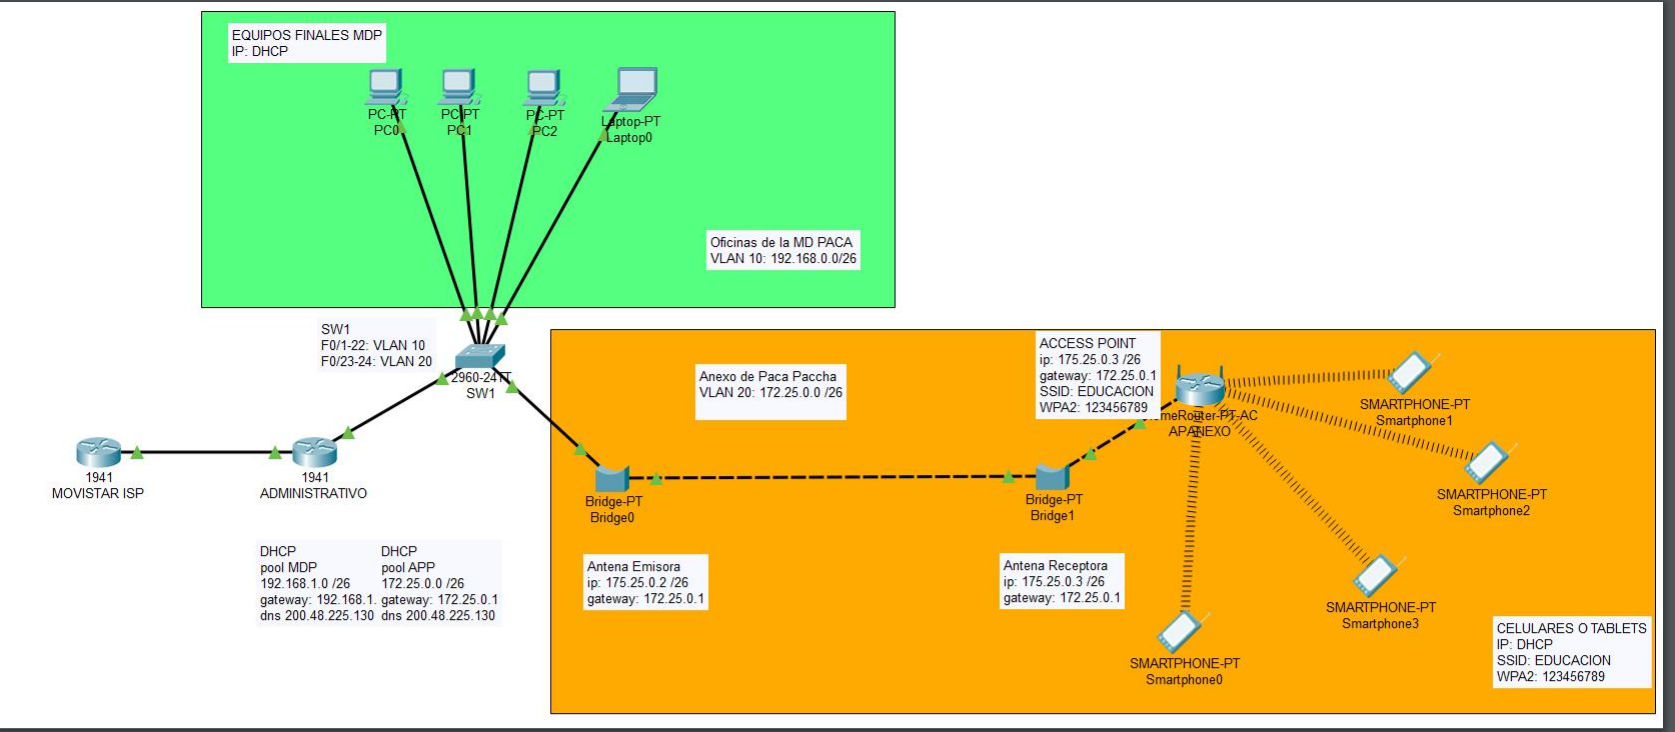 EQUIPOS FINALES MDP
IP: DHCP
PC-PT
PC0
PC-PT
PC1
PC-PT
PC2
Laptop-PT
Laptop0
Oficinas de la MD PACA
VLAN 10: 192.168.0.0/26
SW1
F0/1-22: VLAN 10
F0/23-24: VLAN 20
2960-24TT
SW1
1941
MOVISTAR ISP
1941
ADMINISTRATIVO
DHCP
pool MDP
192.168.1.0 /26
gateway: 192.168.1.
dns 200.48.225.130
DHCP
pool APP
172.25.0.0 /26
gateway: 172.25.0.1
dns 200.48.225.130
Anexo de Paca Paccha
VLAN 20: 172.25.0.0 /26
ACCESS POINT
ip: 175.25.0.3 /26
gateway: 172.25.0.1
SSID: EDUCACION
WPA2: 123456789
meRouter-PT-AC
APANEXO
Bridge-PT
Bridge0
Bridge-PT
Bridge1
Antena Emisora
ip: 175.25.0.2 /26
gateway: 172.25.0.1
Antena Receptora
ip: 175.25.0.3 /26
gateway: 172.25.0.1
SMARTPHONE-PT
Smartphone1
SMARTPHONE-PT
Smartphone2
SMARTPHONE-PT
Smartphone3
SMARTPHONE-PT
Smartphone0
CELULARES O TABLETS
IP: DHCP
SSID: EDUCACION
WPA2: 123456789